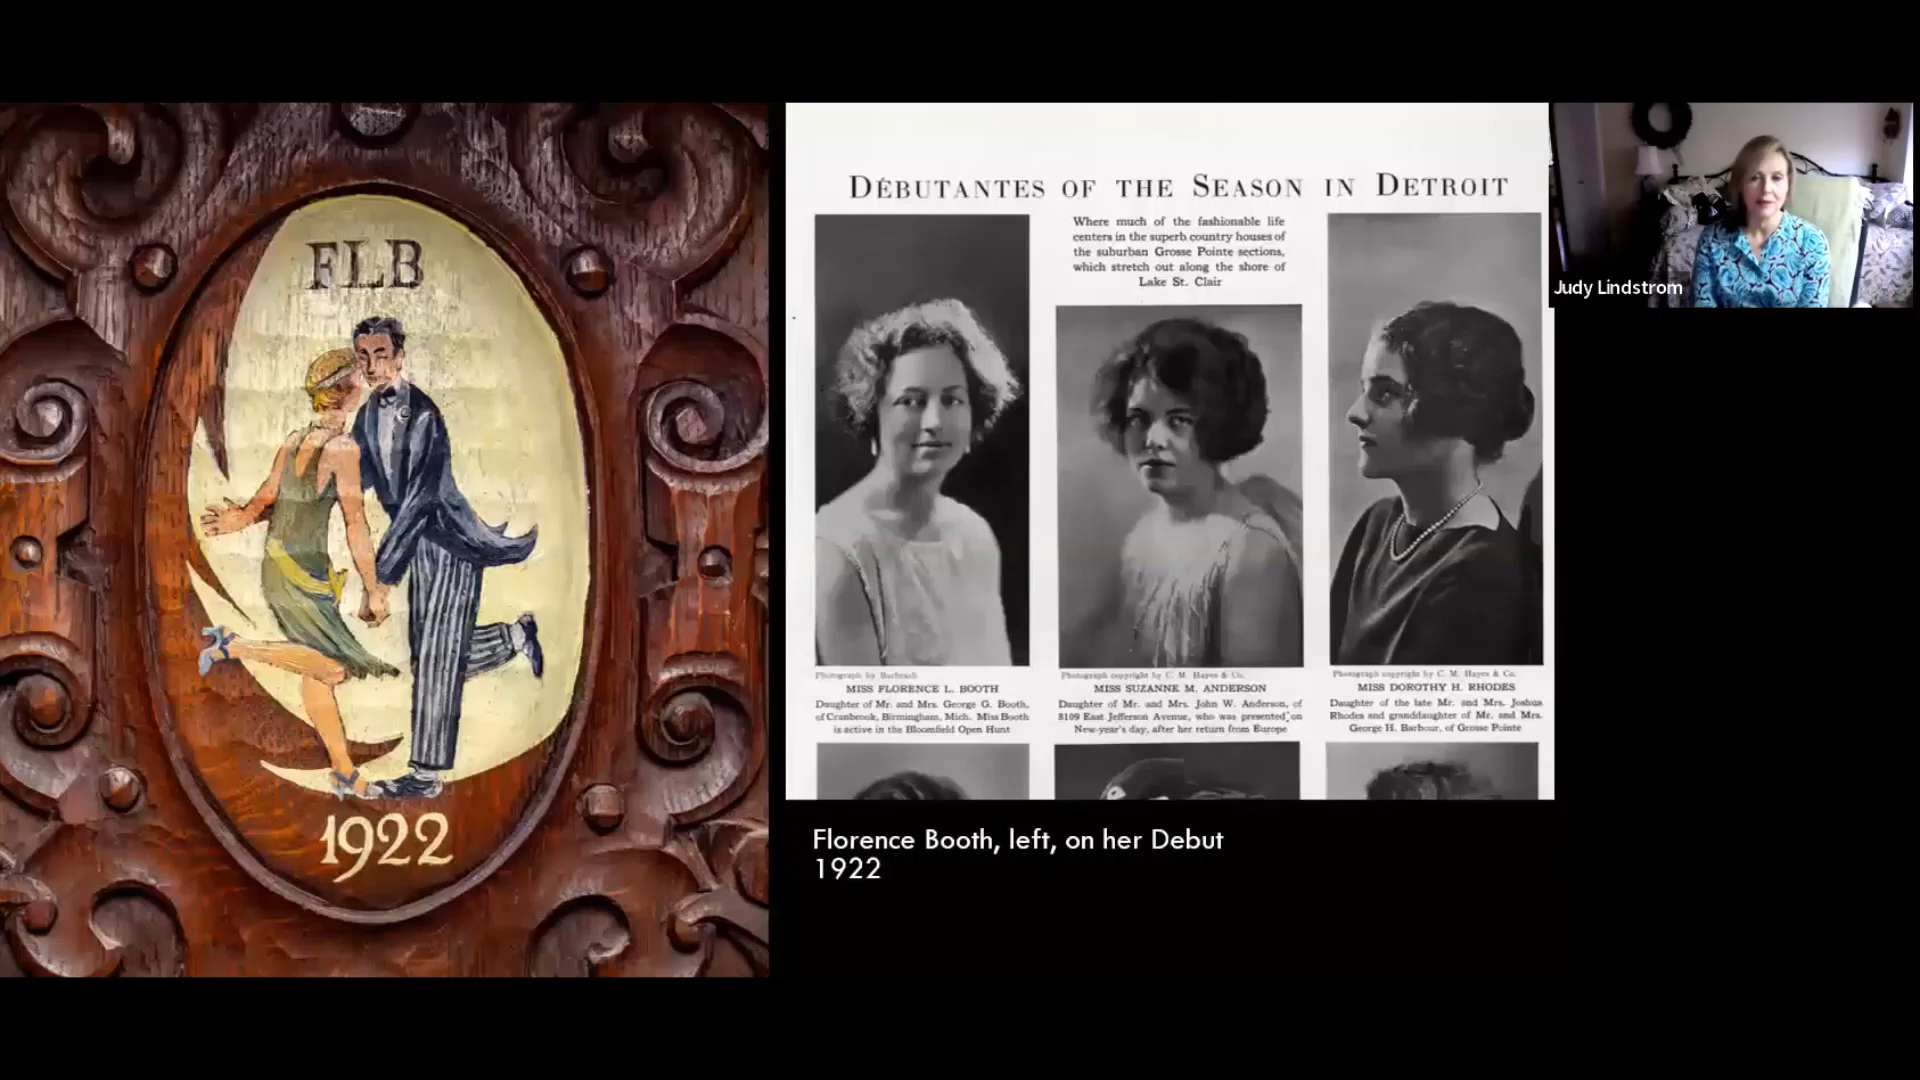 FLB
1922
DÉBUTANTES OF THE SEASON IN DETROIT
Where much of the fashionable life
centers in the superb country houses of
the suburban Grosse Pointe sections,
which stretch out along the shore of
Lake St. Clair
Photograph by Bachrach
MISS FLORENCE L. BOOTH
Daughter of Mr. and Mrs. George G. Booth,
of Cranbrook, Birmingham, Mich. Miss Booth
is active in the Bloomfield Open Hunt
Photograph copyright by C. M. Hayes & Co.
MISS SUZANNE M. ANDERSON
Daughter of Mr. and Mrs. John W. Anderson, of
8109 East Jefferson Avenue, who was presented on
New-year's day, after her return from Europe
Photograph copyright by C. M. Hayes & Co.
MISS DOROTHY H. RHODES
Daughter of the late Mr. and Mrs. Joshua
Rhodes and granddaughter of Mr. and Mrs.
George H. Barbour, of Grosse Pointe
Florence Booth, left, on her Debut
1922
Judy Lindstrom